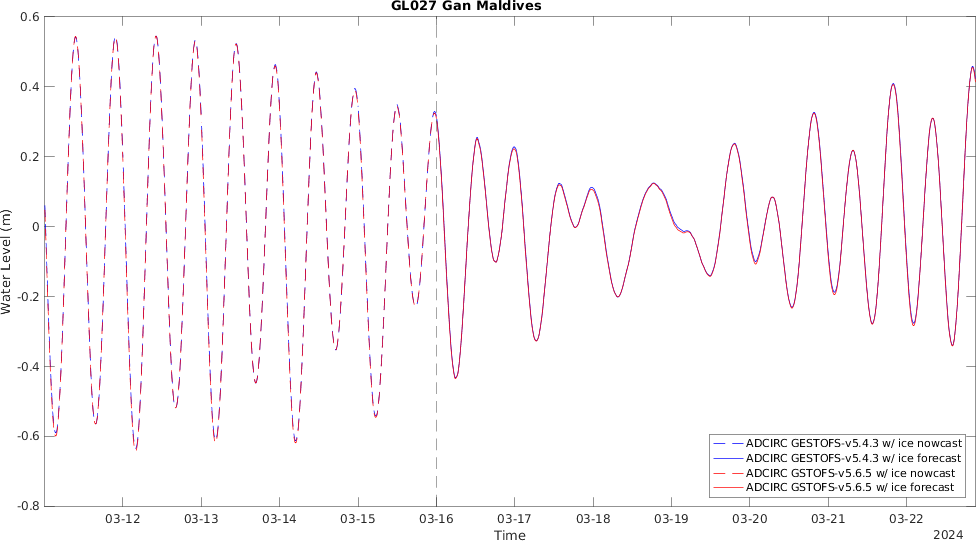 GL027 Gan Maldives
0.6
0.4
0.2
0
-0.2
-0.4
-0.6
-0.8
Water Level (m)
ADCIRC GESTOFS-v5.4.3 w/ ice nowcast
ADCIRC GESTOFS-v5.4.3 w/ ice forecast
ADCIRC GSTOFS-v5.6.5 w/ ice nowcast
ADCIRC GSTOFS-v5.6.5 w/ ice forecast
03-12 03-13 03-14 03-15 03-16 03-17 03-18 03-19 03-20 03-21 03-22
Time
2024